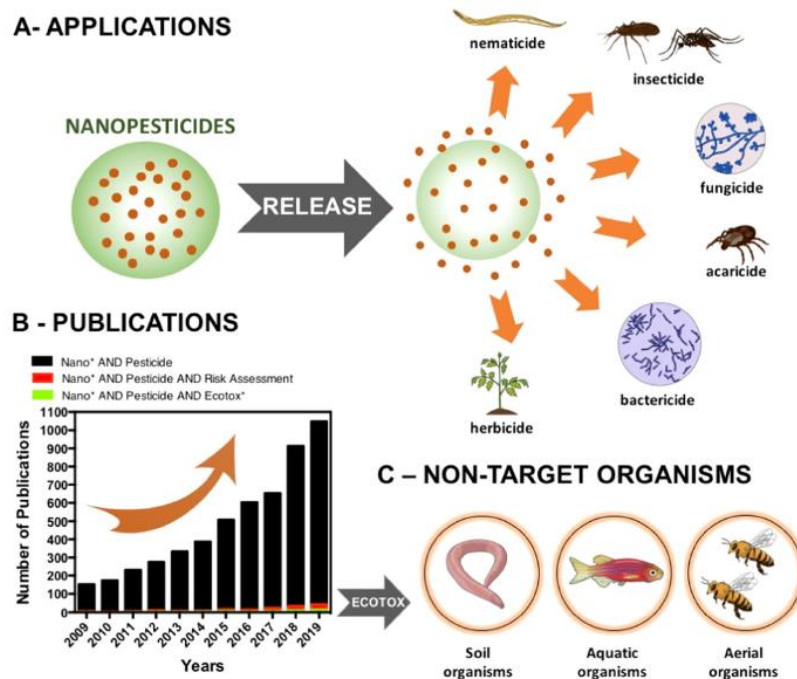 A- APPLICATIONS
NANOPESTICIDES
RELEASE
nematicide
insecticide
fungicide
acaricide
bactericide
herbicide
B - PUBLICATIONS
Nano* AND Pesticide
Nano* AND Pesticide AND Risk Assessment
Nano* AND Pesticide AND Ecotox*
Number of Publications
1100
1000
900
800
700
600
500
400
300
200
100
0
2009
2010
2011
2012
2013
2014
2015
2016
2017
2018
2019
Years
ECOTOX
C – NON-TARGET ORGANISMS
Soil
organisms
Aquatic
organisms
Aerial
organisms